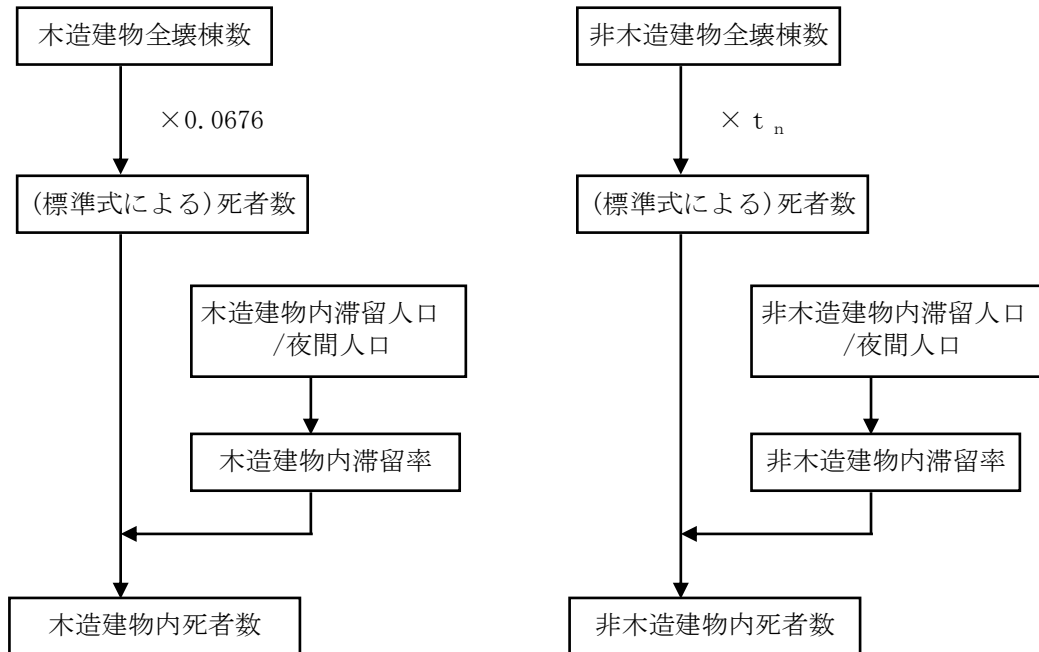 木造建物全壊棟数
×0.0676
(標準式による)死者数
木造建物内滞留人口
/夜間人口
木造建物内滞留率
木造建物内死者数
非木造建物全壊棟数
× t n
(標準式による)死者数
非木造建物内滞留人口
/夜間人口
非木造建物内滞留率
非木造建物内死者数